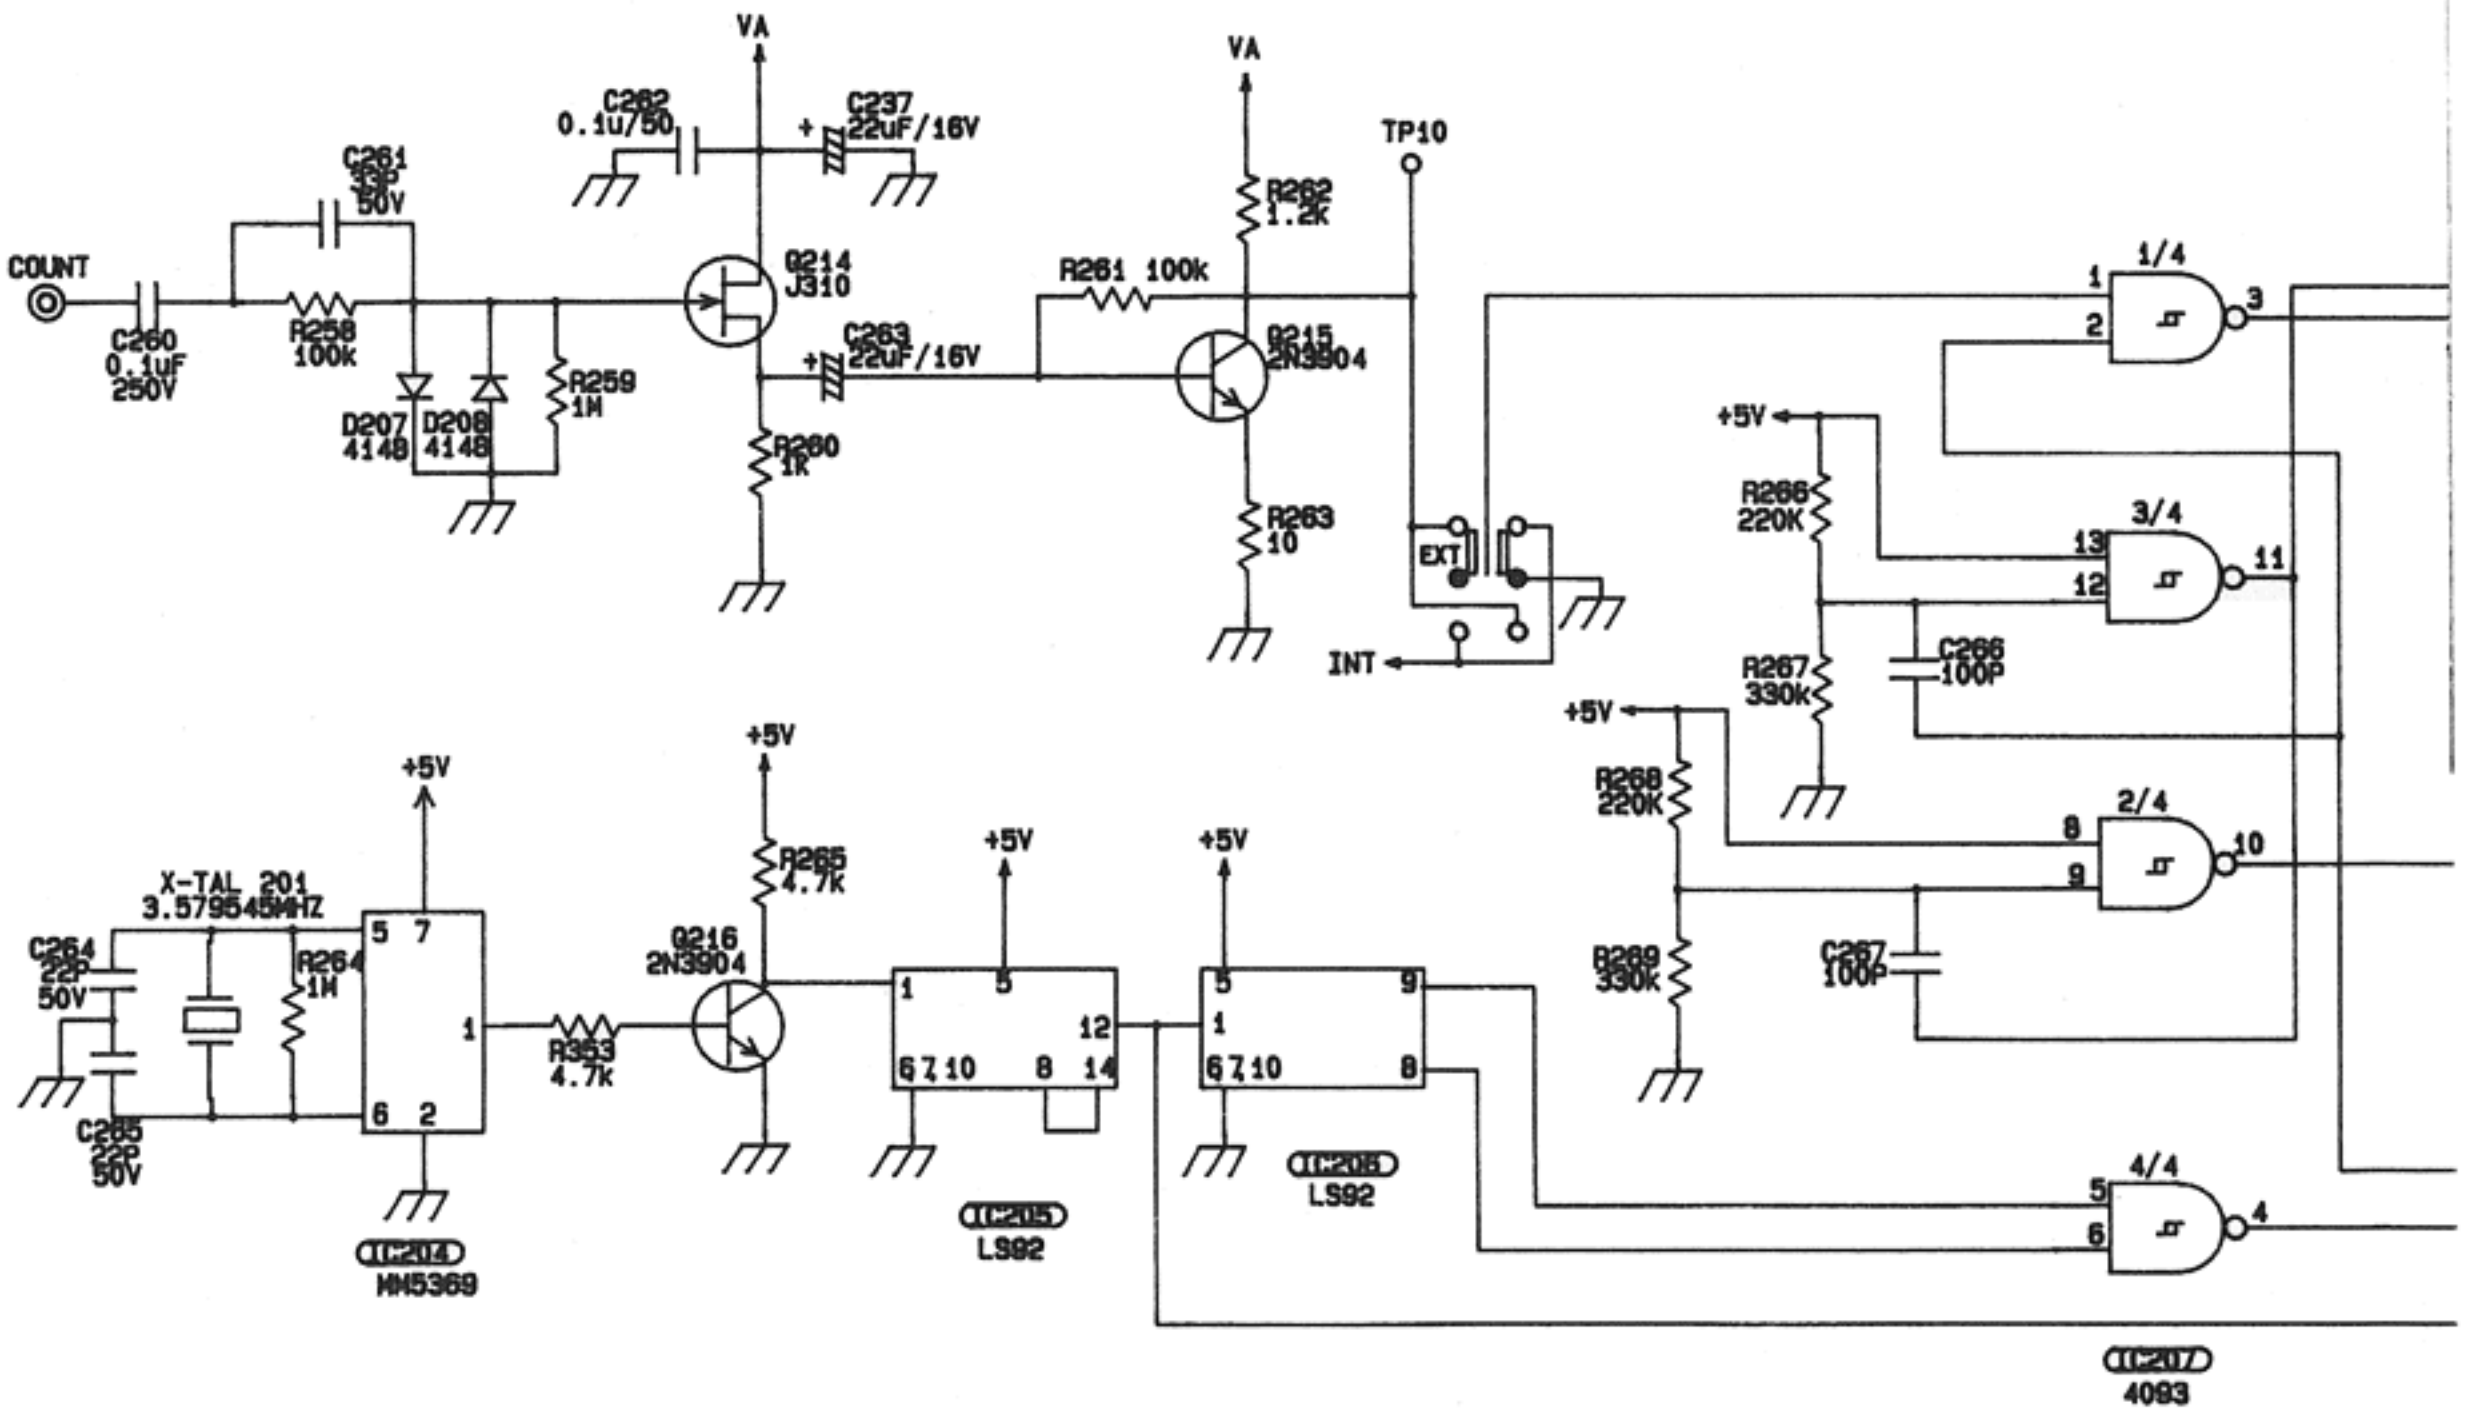 VA
VA
C262
0.1u/50
C237
+ 22uF/16V
TP10
C261
33P
50V
R262
1.2k
COUNT
Q214
J310
R261 100k
1/4
1
2
3
C260
0.1uF
250V
R258
100k
C263
+ 22uF/16V
Q215
2N3904
R259
1M
D207
4148
D208
4148
+5V
R260
1k
R266
220K
3/4
13
12
11
R263
10
EXT
INT
C266
100P
R267
330k
+5V
+5V
+5V
R268
220K
2/4
8
9
10
R265
4.7k
+5V
+5V
X-TAL 201
3.579545MHZ
5 7
C264
22P
50V
R264
1M
Q216
2N3904
R269
330k
C267
100P
1 5
5 9
1
R353
4.7k
12
1
6 7,10 8 14
6 7,10 8
6 2
C265
22P
50V
IC206
LS92
4/4
5
6
4
IC205
LS92
IC204
MM5369
IC207
4093